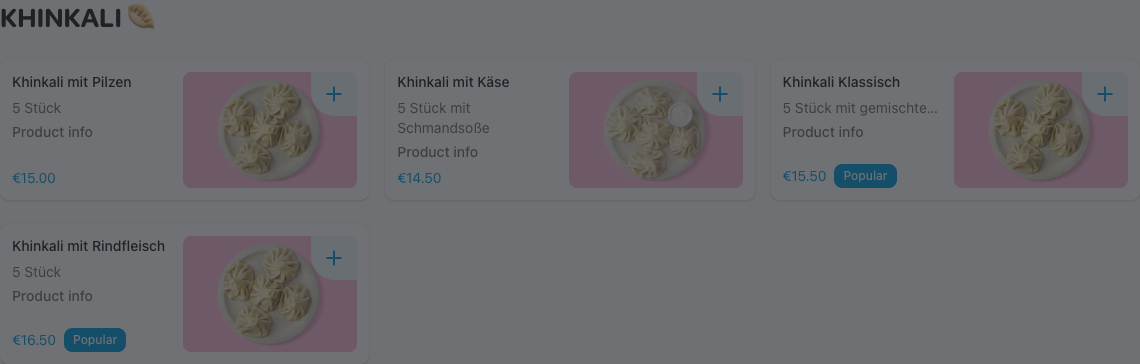 KHINKALI 🥟
Khinkali mit Pilzen
5 Stück
Product info
€15.00
Khinkali mit Käse
5 Stück mit
Schmandsoße
Product info
€14.50
Khinkali Klassisch
5 Stück mit gemischte...
Product info
€15.50 Popular
Khinkali mit Rindfleisch
5 Stück
Product info
€16.50 Popular